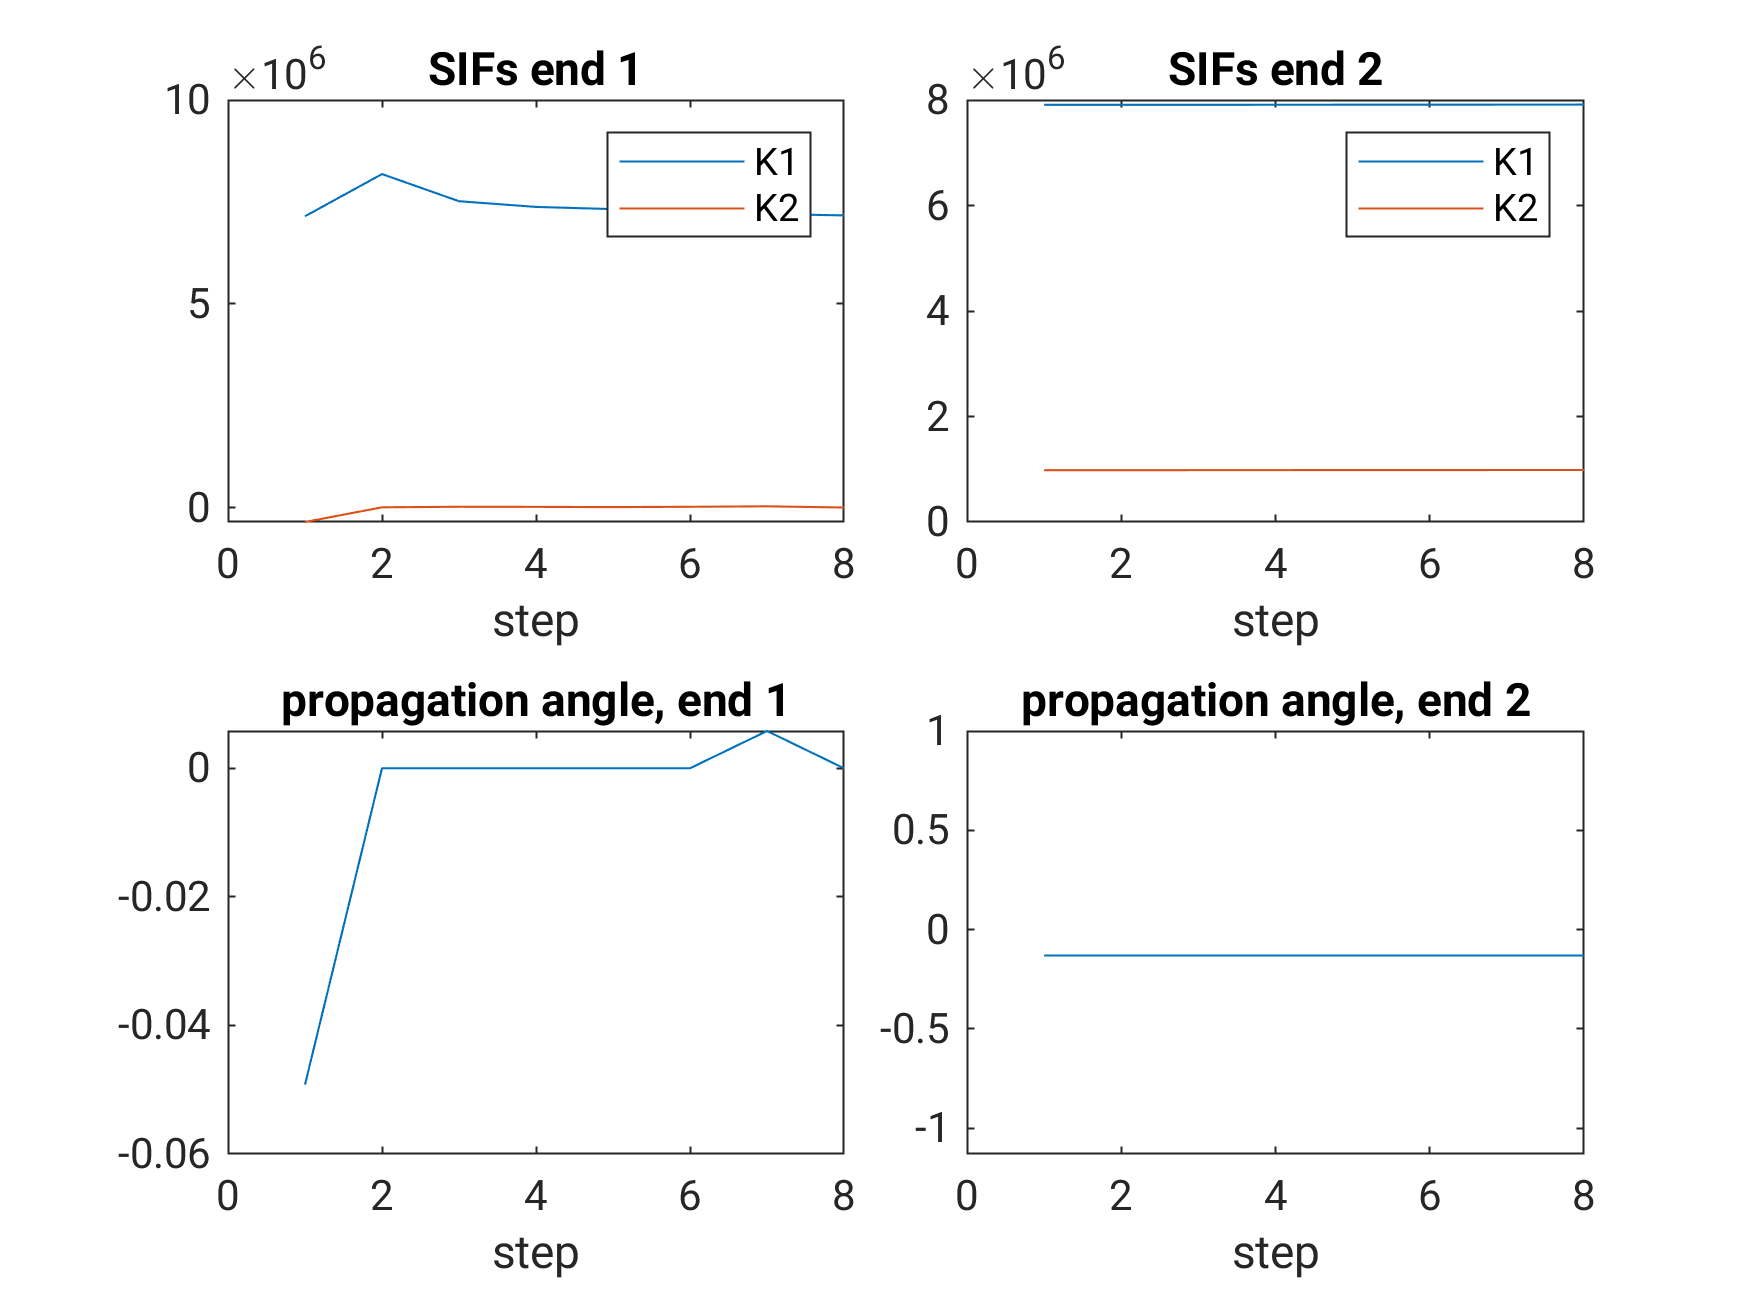 ×10^6 SIFs end 1
10
5
0
K1
K2
0 2 4 6 8
step
×10^6 SIFs end 2
8
6
4
2
0
K1
K2
0 2 4 6 8
step
propagation angle, end 1
0
-0.02
-0.04
-0.06
0 2 4 6 8
step
propagation angle, end 2
1
0.5
0
-0.5
-1
0 2 4 6 8
step